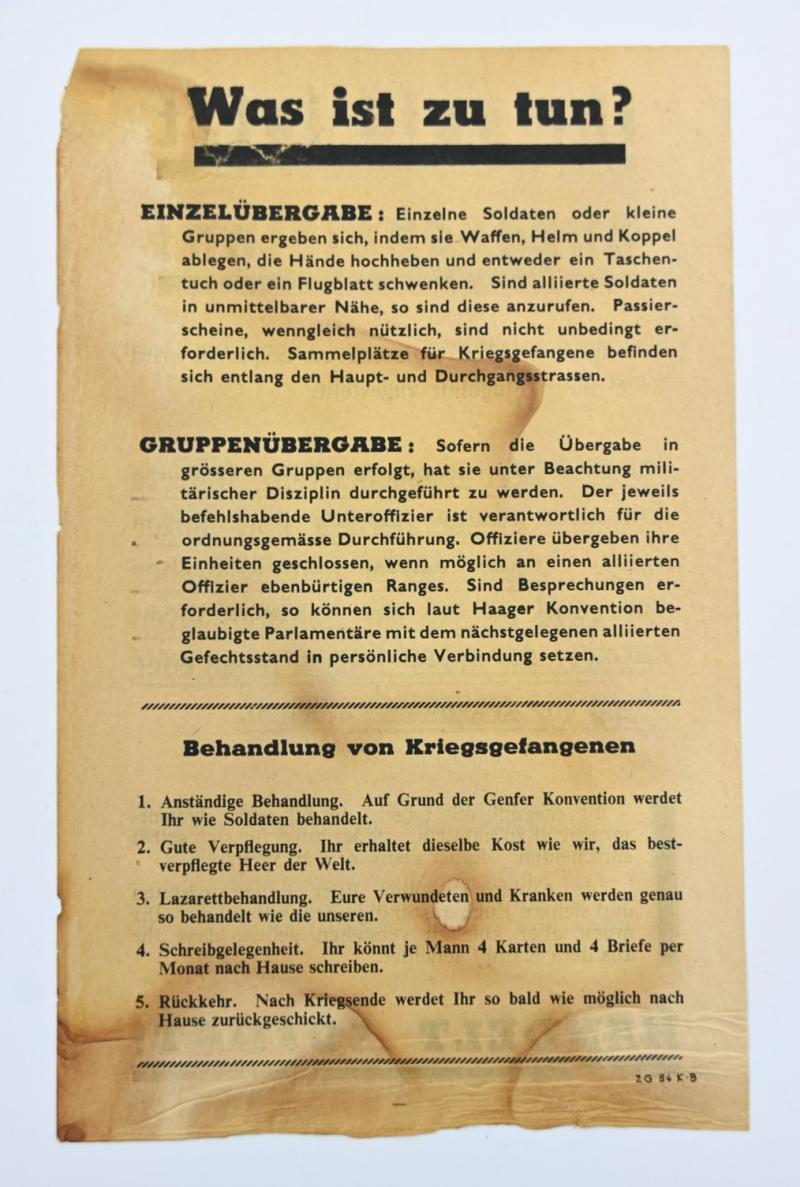 Was ist zu tun?
EINZELÜBERGABE: Einzelne Soldaten oder kleine
Gruppen ergeben sich, indem sie Waffen, Helm und Koppel
ablegen, die Hände hochheben und entweder ein Taschen-
tuch oder ein Flugblatt schwenken. Sind alliierte Soldaten
in unmittelbarer Nähe, so sind diese anzurufen. Passier-
scheine, wenngleich nützlich, sind nicht unbedingt er-
forderlich. Sammelplätze für Kriegsgefangene befinden
sich entlang den Haupt- und Durchgangsstrassen.
GRUPPENÜBERGABE: Sofern die Übergabe in
grösseren Gruppen erfolgt, hat sie unter Beachtung mili-
tärischer Disziplin durchgeführt zu werden. Der jeweils
befehlshabende Unteroffizier ist verantwortlich für die
ordnungsgemässe Durchführung. Offiziere übergeben ihre
Einheiten geschlossen, wenn möglich an einen alliierten
Offizier ebenbürtigen Ranges. Sind Besprechungen er-
forderlich, so können sich laut Haager Konvention be-
glaubigte Parlamentäre mit dem nächstgelegenen alliierten
Gefechtsstand in persönliche Verbindung setzen.
Behandlung von Kriegsgefangenen
1. Anständige Behandlung. Auf Grund der Genfer Konvention werdet
Ihr wie Soldaten behandelt.
2. Gute Verpflegung. Ihr erhaltet dieselbe Kost wie wir, das best-
verpflegte Heer der Welt.
3. Lazarettbehandlung. Eure Verwundeten und Kranken werden genau
so behandelt wie die unseren.
4. Schreibgelegenheit. Ihr könnt je Mann 4 Karten und 4 Briefe per
Monat nach Hause schreiben.
5. Rückkehr. Nach Kriegsende werdet Ihr so bald wie möglich nach
Hause zurückgeschickt.
ZG 84 K-B